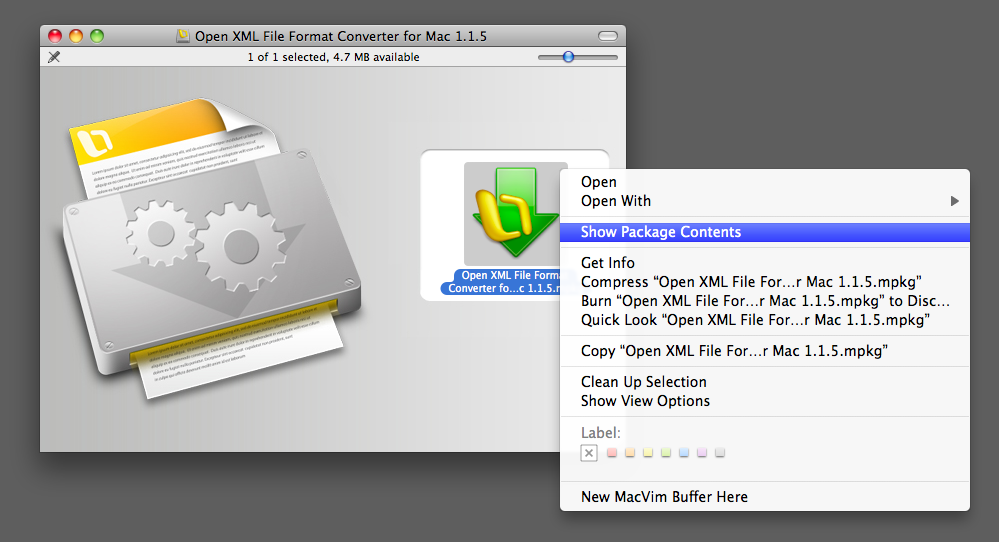 Open XML File Format Converter for Mac 1.1.5
1 of 1 selected, 4.7 MB available
Open XML File Forma
Converter fo...c 1.1.5.m
Open
Open With
Show Package Contents
Get Info
Compress “Open XML File For...r Mac 1.1.5.mpkg”
Burn “Open XML File For...r Mac 1.1.5.mpkg” to Disc...
Quick Look “Open XML File For...r Mac 1.1.5.mpkg”
Copy “Open XML File For...r Mac 1.1.5.mpkg”
Clean Up Selection
Show View Options
Label:
New MacVim Buffer Here